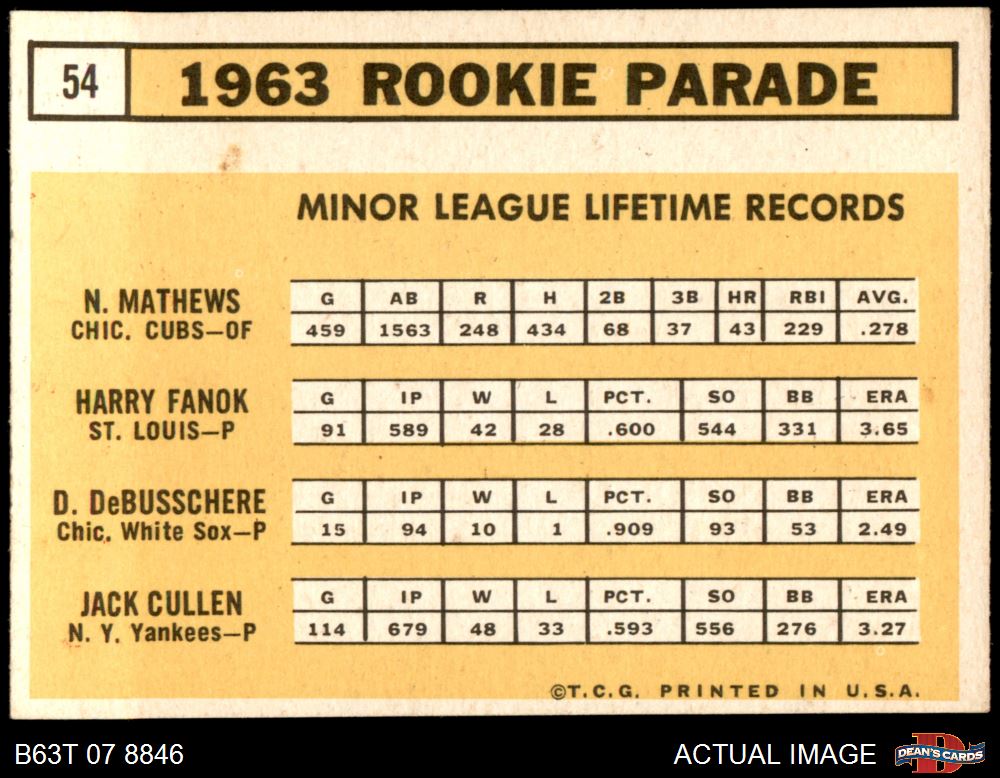 54 1963 ROOKIE PARADE
MINOR LEAGUE LIFETIME RECORDS
N. MATHEWS
CHIC. CUBS—OF
G AB R H 2B 3B HR RBI AVG.
459 1563 248 434 68 37 43 229 .278
HARRY FANOK
ST. LOUIS—P
G IP W L PCT. SO BB ERA
91 589 42 28 .600 544 331 3.65
D. DeBUSSCHERE
Chic. White Sox—P
G IP W L PCT. SO BB ERA
15 94 10 1 .909 93 53 2.49
JACK CULLEN
N. Y. Yankees—P
G IP W L PCT. SO BB ERA
114 679 48 33 .593 556 276 3.27
©T.C.G. PRINTED IN U.S.A.
B63T 07 8846 ACTUAL IMAGE DEAN'S CARDS